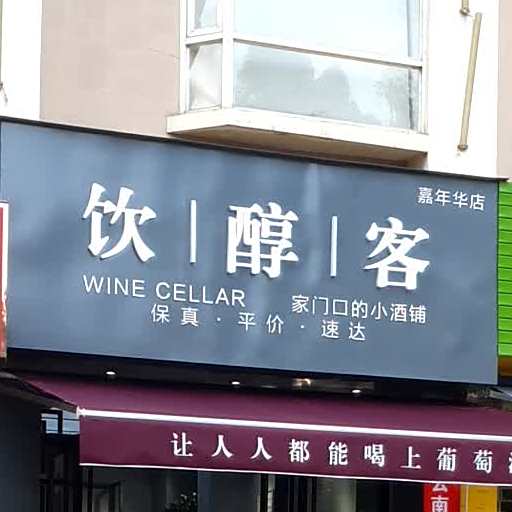 嘉年华店
饮|醇|客
WINE CELLAR 家门口的小酒铺
保真·平价·速达
让人人都能喝上葡萄
云南